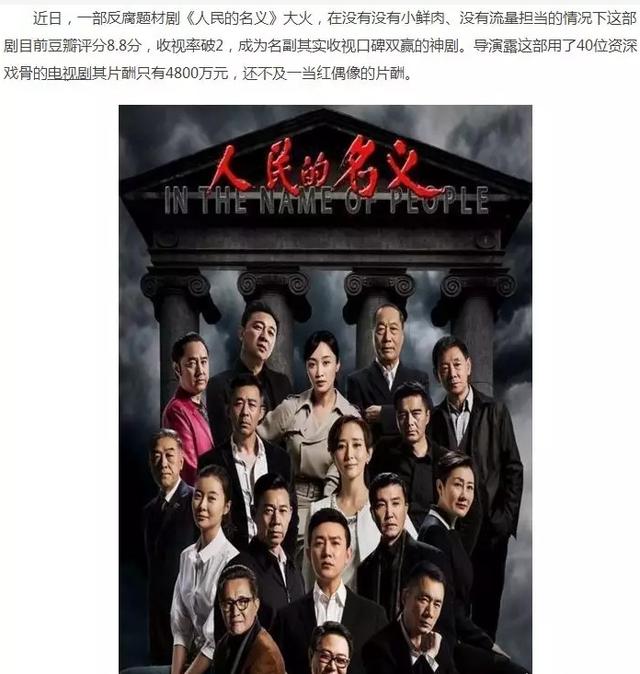 近日，一部反腐题材剧《人民的名义》大火，在没有没有小鲜肉、没有流量担当的情况下这部
剧目前豆瓣评分8.8分，收视率破2，成为名副其实收视口碑双赢的神剧。导演露这部用了40位资深
戏骨的电视剧其片酬只有4800万元，还不及一当红偶像的片酬。
人民的名义
IN THE NAME OF PEOPLE